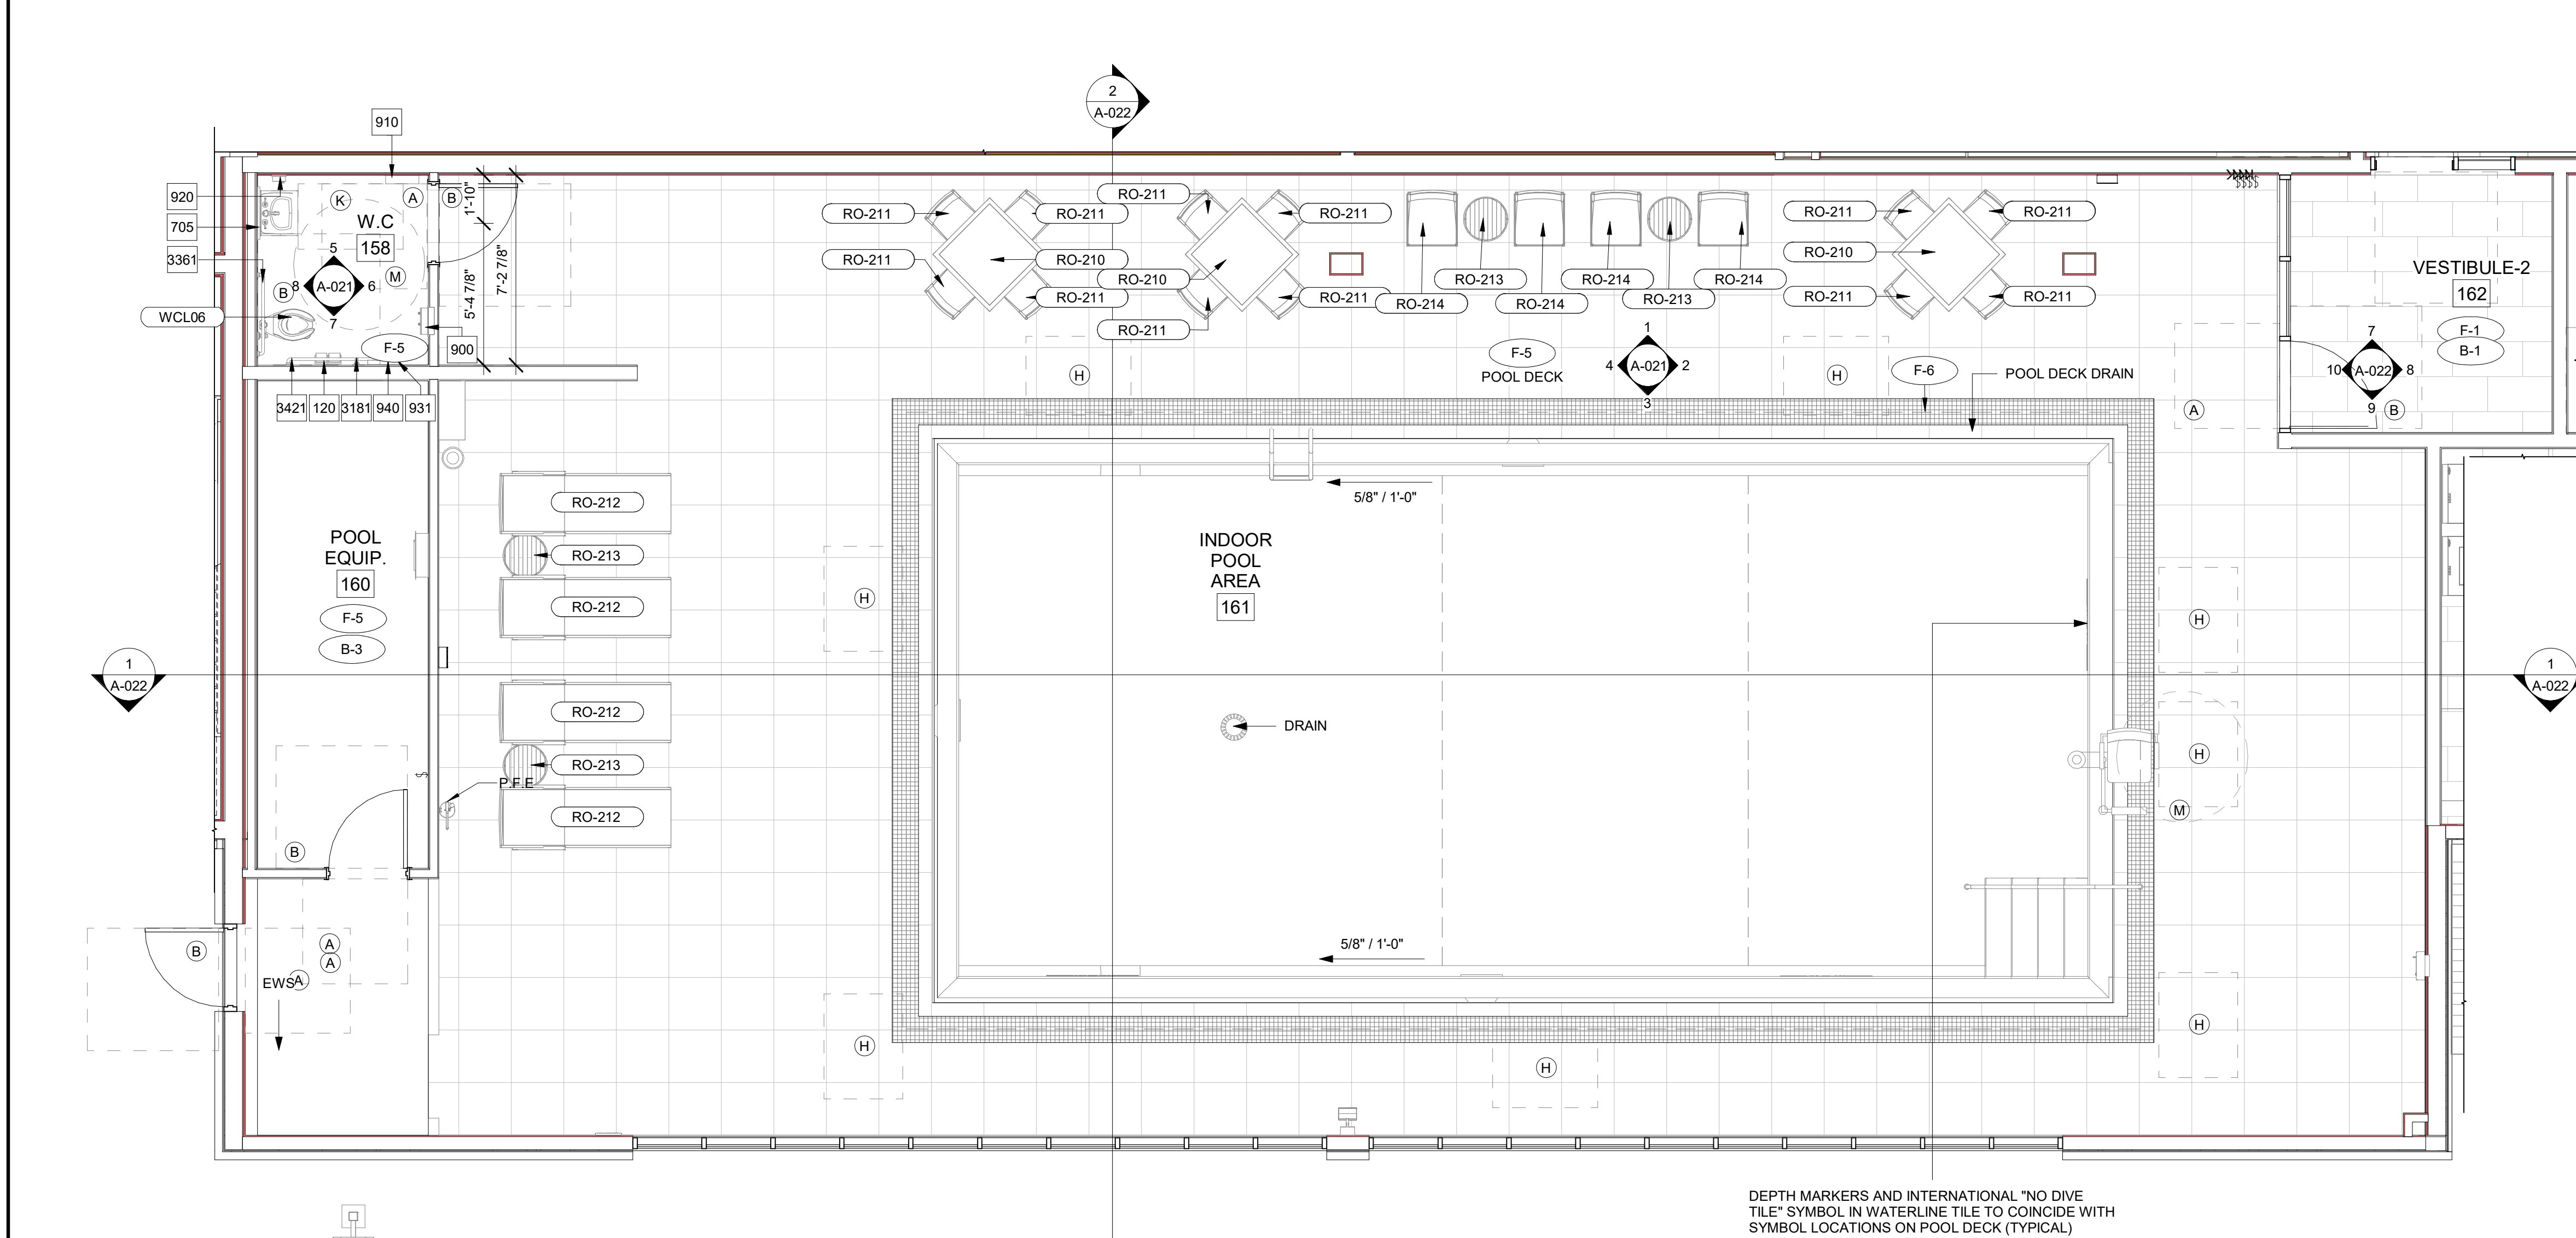 2
A-022
910
920
705
3361
WCL06
K
A
B
W.C
158
5
8
A-021
6
7
B
M
F-5
900
1'-10"
5'-4 7/8"
7'-2 7/8"
3421
120
3181
940
931
RO-211
RO-211
RO-211
RO-210
RO-211
RO-211
RO-210
RO-211
RO-211
RO-211
RO-214
RO-213
RO-214
RO-214
RO-213
RO-214
RO-211
RO-210
RO-211
RO-211
RO-211
VESTIBULE-2
162
F-1
B-1
7
10
A-022
8
9
B
A
H
F-5
POOL DECK
1
4
A-021
2
3
H
F-6
POOL DECK DRAIN
5/8" / 1'-0"
RO-212
RO-213
RO-212
RO-212
RO-213
RO-212
P.F.E
POOL
EQUIP.
160
F-5
B-3
INDOOR
POOL
AREA
161
H
H
1
A-022
1
A-022
DRAIN
H
M
B
B
A
A
EWS
A
5/8" / 1'-0"
H
H
H
DEPTH MARKERS AND INTERNATIONAL "NO DIVE
TILE" SYMBOL IN WATERLINE TILE TO COINCIDE WITH
SYMBOL LOCATIONS ON POOL DECK (TYPICAL)